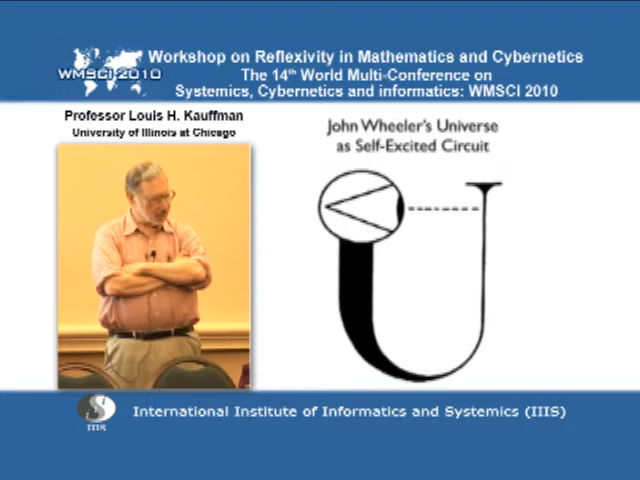 WMSCI 2010
Workshop on Reflexivity in Mathematics and Cybernetics
The 14th World Multi-Conference on
Systemics, Cybernetics and informatics: WMSCI 2010
Professor Louis H. Kauffman
University of Illinois at Chicago
John Wheeler's Universe
as Self-Excited Circuit
IIIS
International Institute of Informatics and Systemics (IIIS)